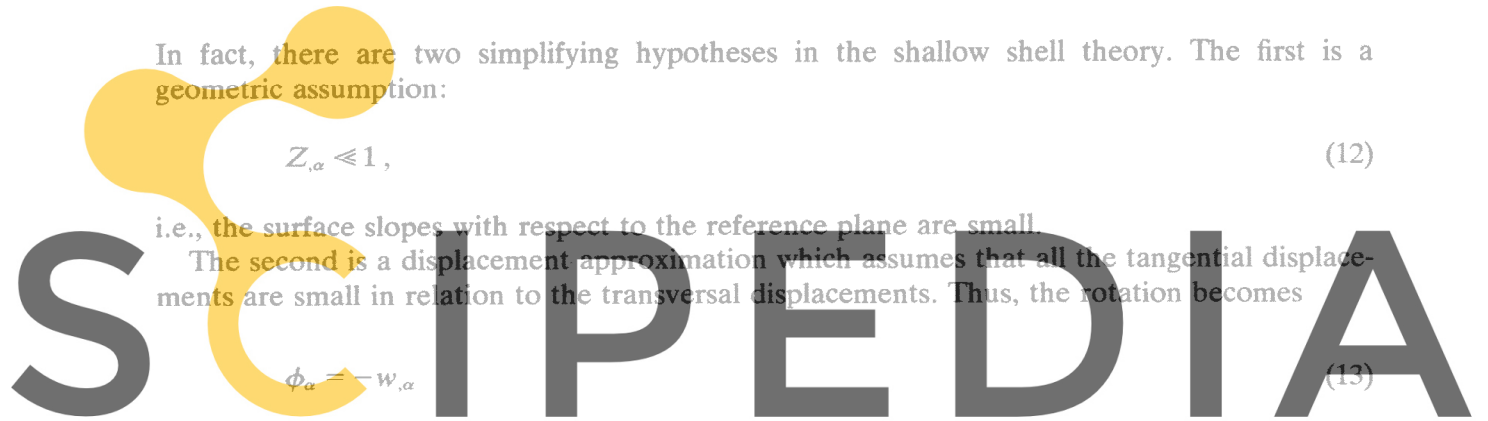 In fact, there are two simplifying hypotheses in the shallow shell theory. The first is a
geometric assumption:
Z,α ≪ 1 , (12)
i.e., the surface slopes with respect to the reference plane are small.
The second is a displacement approximation which assumes that all the tangential displace-
ments are small in relation to the transversal displacements. Thus, the rotation becomes
ϕα = −w,α (13)
SCIPEDIA